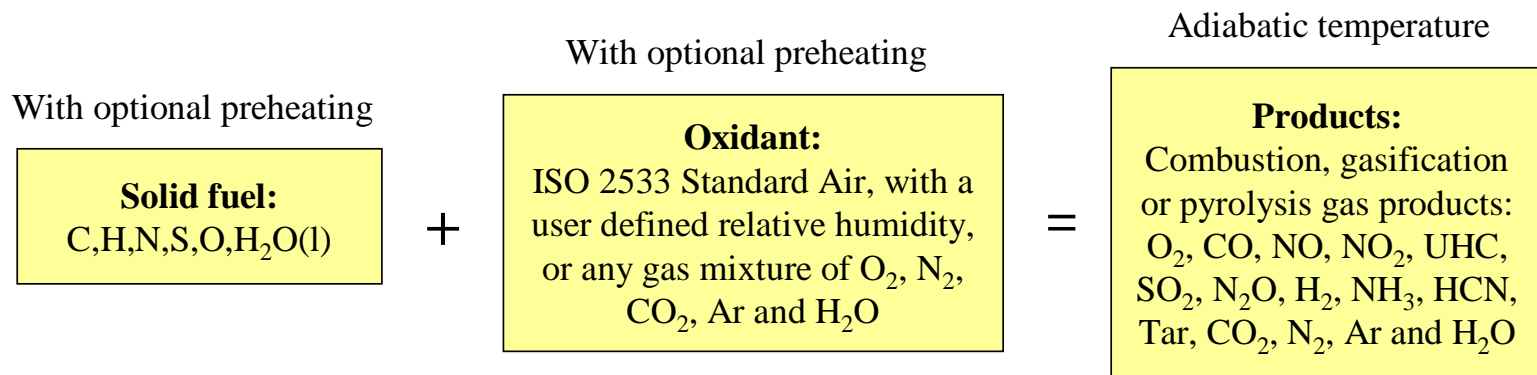 With optional preheating
Solid fuel:
C,H,N,S,O,H₂O(l)
+
With optional preheating
Oxidant:
ISO 2533 Standard Air, with a
user defined relative humidity,
or any gas mixture of O₂, N₂,
CO₂, Ar and H₂O
=
Adiabatic temperature
Products:
Combustion, gasification
or pyrolysis gas products:
O₂, CO, NO, NO₂, UHC,
SO₂, N₂O, H₂, NH₃, HCN,
Tar, CO₂, N₂, Ar and H₂O